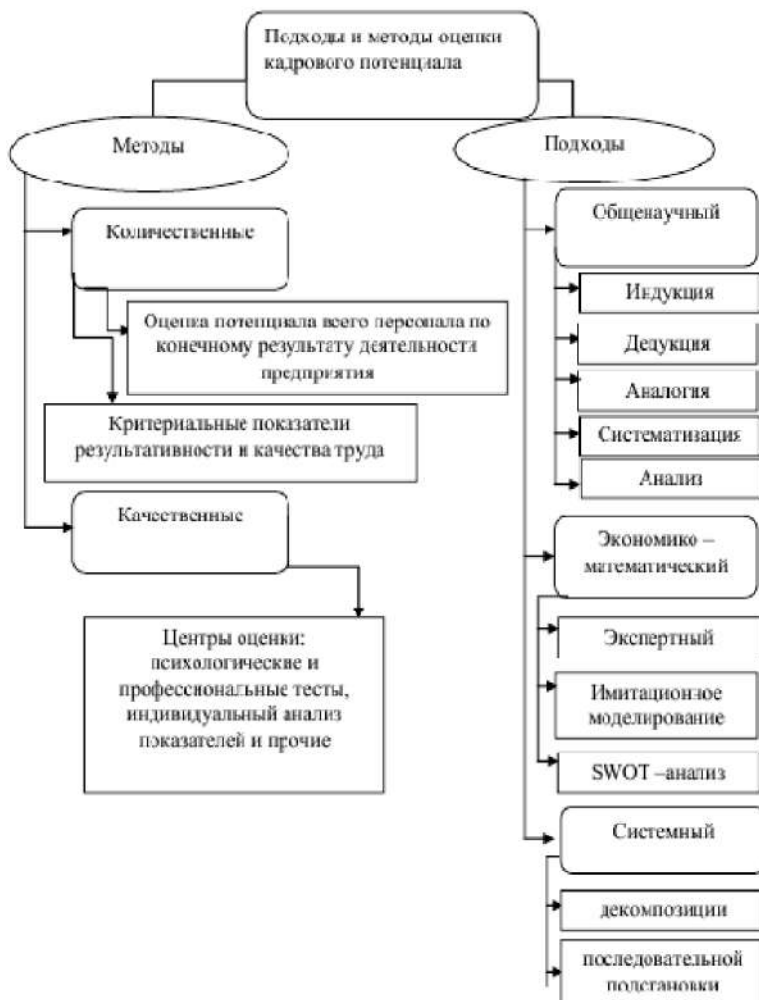 Подходы и методы оценки
кадрового потенциала
Методы
Подходы
Количественные
Оценка потенциала всего персонала по
конечному результату деятельности
предприятия
Критериальные показатели
результативности и качества труда
Качественные
Центры оценки:
психологические и
профессиональные тесты,
индивидуальный анализ
показателей и прочие
Общенаучный
Индукция
Дедукция
Аналогия
Систематизация
Анализ
Экономико –
математический
Экспертный
Имитационное
моделирование
SWOT –анализ
Системный
декомпозиции
последовательной
подстановки